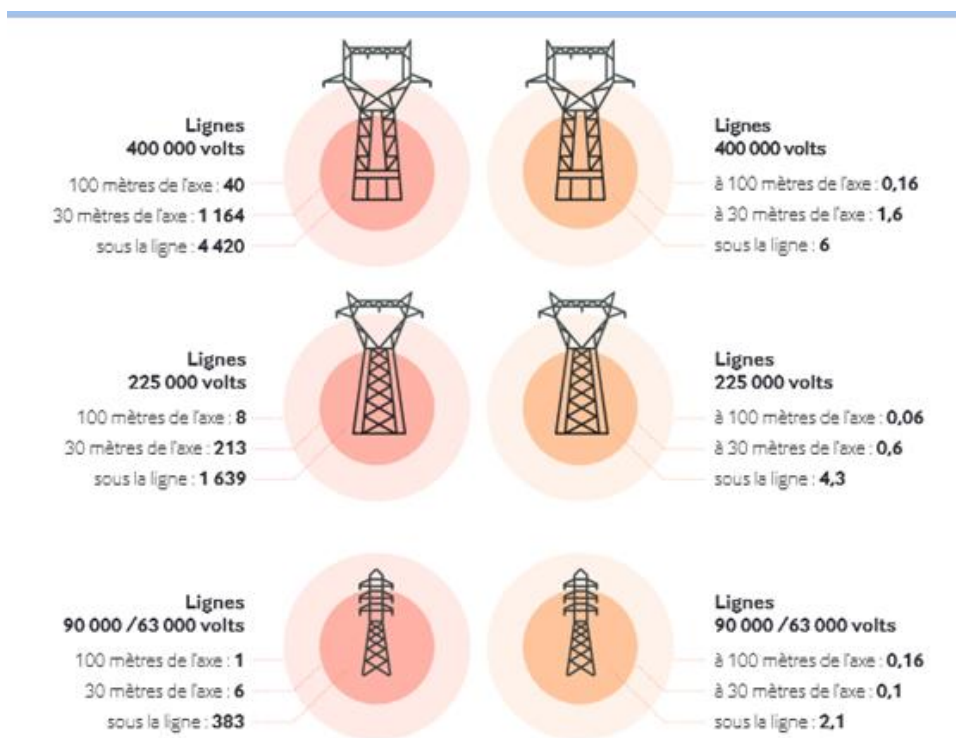 Lignes
400 000 volts
100 mètres de l'axe : 40
30 mètres de l'axe : 1 164
sous la ligne : 4 420
Lignes
400 000 volts
à 100 mètres de l'axe : 0,16
à 30 mètres de l'axe : 1,6
sous la ligne : 6
Lignes
225 000 volts
100 mètres de l'axe : 8
30 mètres de l'axe : 213
sous la ligne : 1 639
Lignes
225 000 volts
à 100 mètres de l'axe : 0,06
à 30 mètres de l'axe : 0,6
sous la ligne : 4,3
Lignes
90 000 /63 000 volts
100 mètres de l'axe : 1
30 mètres de l'axe : 6
sous la ligne : 383
Lignes
90 000 /63 000 volts
à 100 mètres de l'axe : 0,16
à 30 mètres de l'axe : 0,1
sous la ligne : 2,1